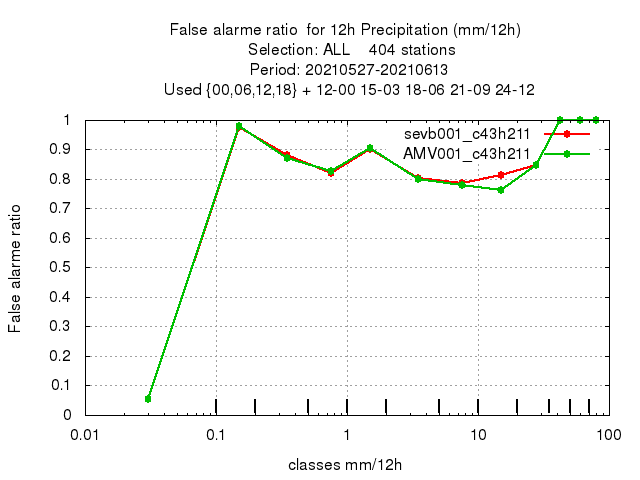 False alarme ratio  for 12h Precipitation (mm/12h)
Selection: ALL    404 stations
Period: 20210527-20210613
Used {00,06,12,18} + 12-00 15-03 18-06 21-09 24-12
sevb001_c43h211
AMV001_c43h211
1
0.9
0.8
0.7
0.6
0.5
0.4
0.3
0.2
0.1
0
False alarme ratio
0.01 0.1 1 10 100
classes mm/12h